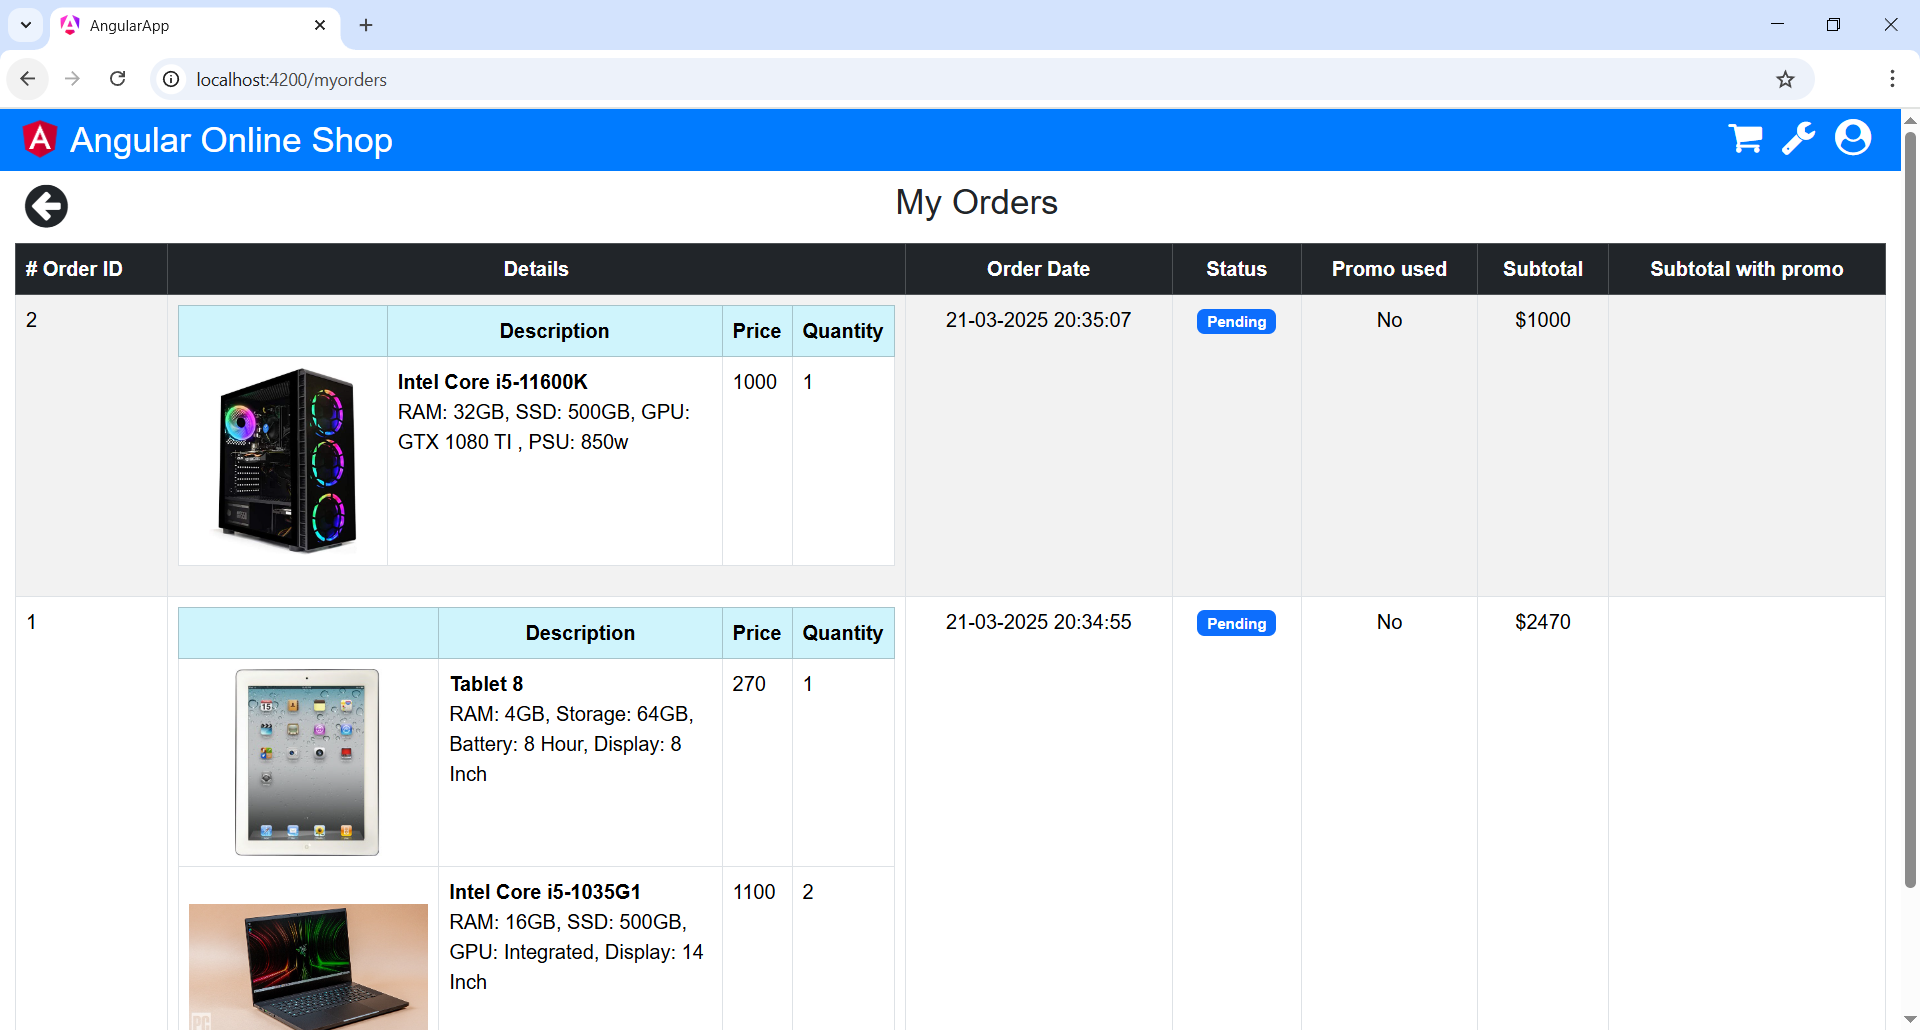 AngularApp
localhost:4200/myorders
Angular Online Shop
My Orders
# Order ID
Details
Order Date
Status
Promo used
Subtotal
Subtotal with promo
2
Description
Price
Quantity
Intel Core i5-11600K
RAM: 32GB, SSD: 500GB, GPU:
GTX 1080 TI , PSU: 850w
1000
1
21-03-2025 20:35:07
Pending
No
$1000
1
Description
Price
Quantity
Tablet 8
RAM: 4GB, Storage: 64GB,
Battery: 8 Hour, Display: 8
Inch
270
1
Intel Core i5-1035G1
RAM: 16GB, SSD: 500GB,
GPU: Integrated, Display: 14
Inch
1100
2
21-03-2025 20:34:55
Pending
No
$2470